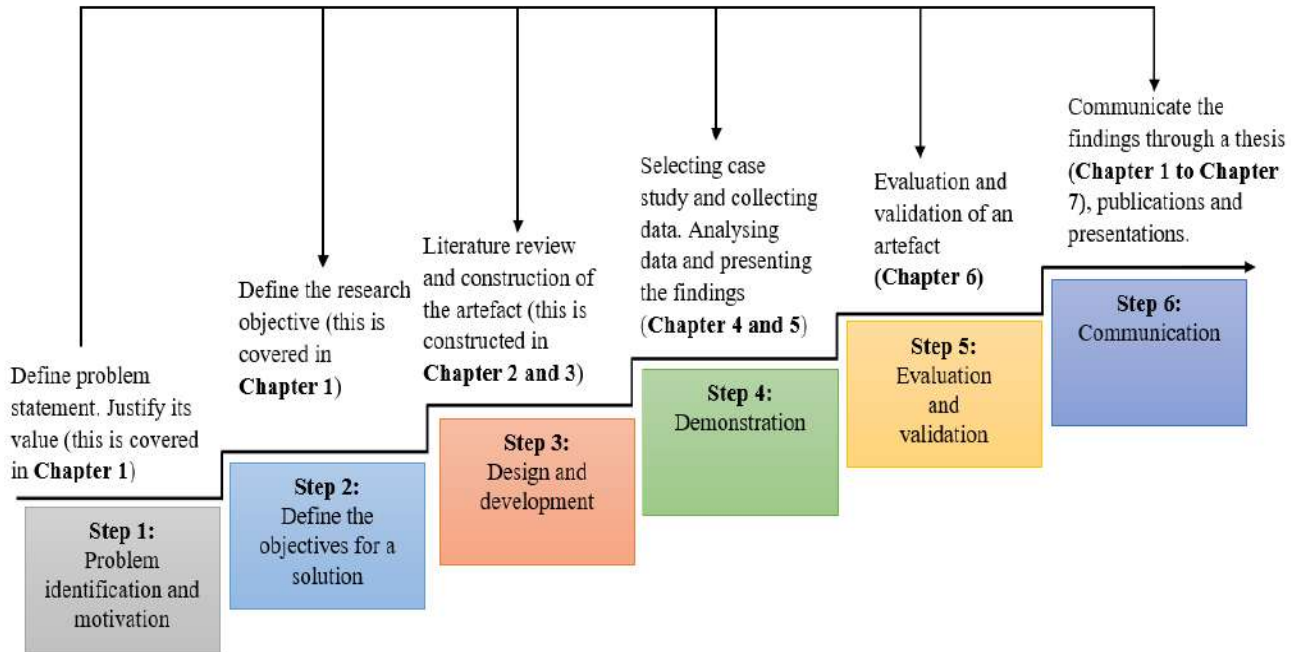 Define problem
statement. Justify its
value (this is covered
in Chapter 1)
Step 1:
Problem
identification and
motivation
Define the research
objective (this is
covered in
Chapter 1)
Step 2:
Define the
objectives for a
solution
Literature review
and construction of
the artefact (this is
constructed in
Chapter 2 and 3)
Step 3:
Design and
development
Selecting case
study and collecting
data. Analysing
data and presenting
the findings
(Chapter 4 and 5)
Step 4:
Demonstration
Evaluation and
validation of an
artefact
(Chapter 6)
Step 5:
Evaluation
and
validation
Communicate the
findings through a thesis
(Chapter 1 to Chapter
7), publications and
presentations.
Step 6:
Communication